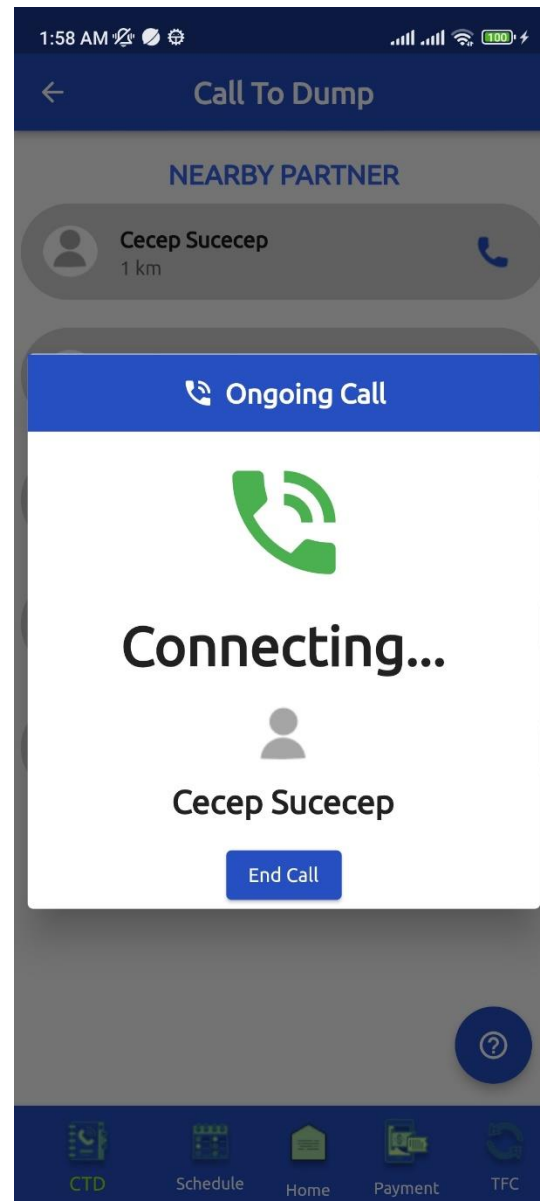 1:58 AM
100
Call To Dump
NEARBY PARTNER
Cecep Sucecep
1 km
Ongoing Call
Connecting...
Cecep Sucecep
End Call
CTD
Schedule
Home
Payment
TFC